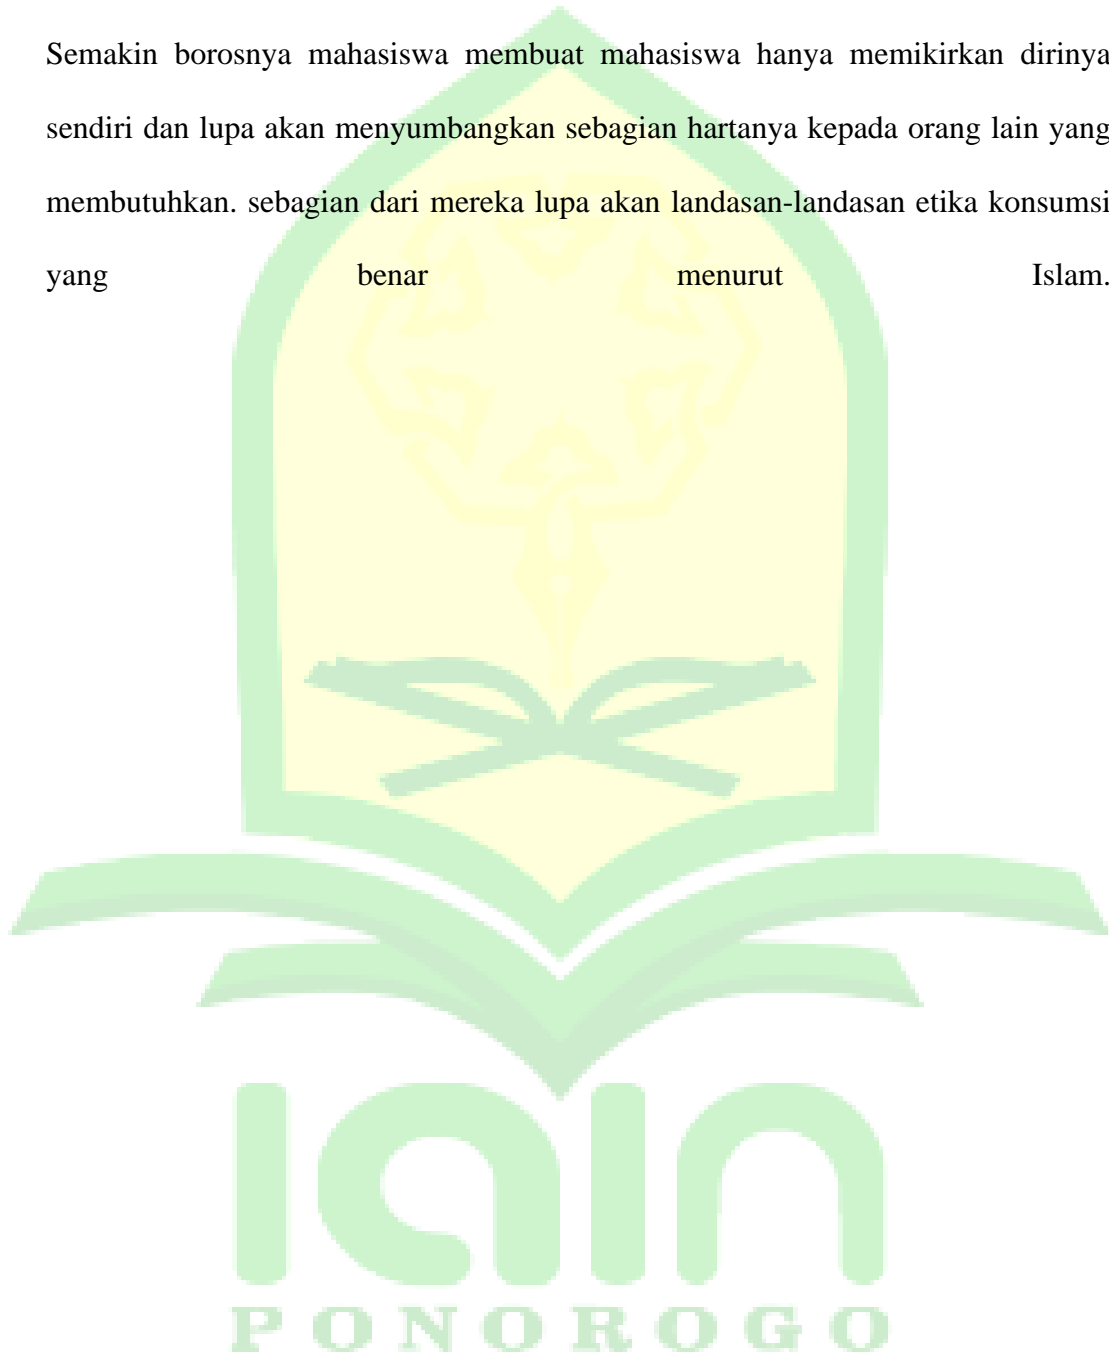 Semakin borosnya mahasiswa membuat mahasiswa hanya memikirkan dirinya
sendiri dan lupa akan menyumbangkan sebagian hartanya kepada orang lain yang
membutuhkan. sebagian dari mereka lupa akan landasan-landasan etika konsumsi
yang benar menurut Islam.
iain
PONOROGO